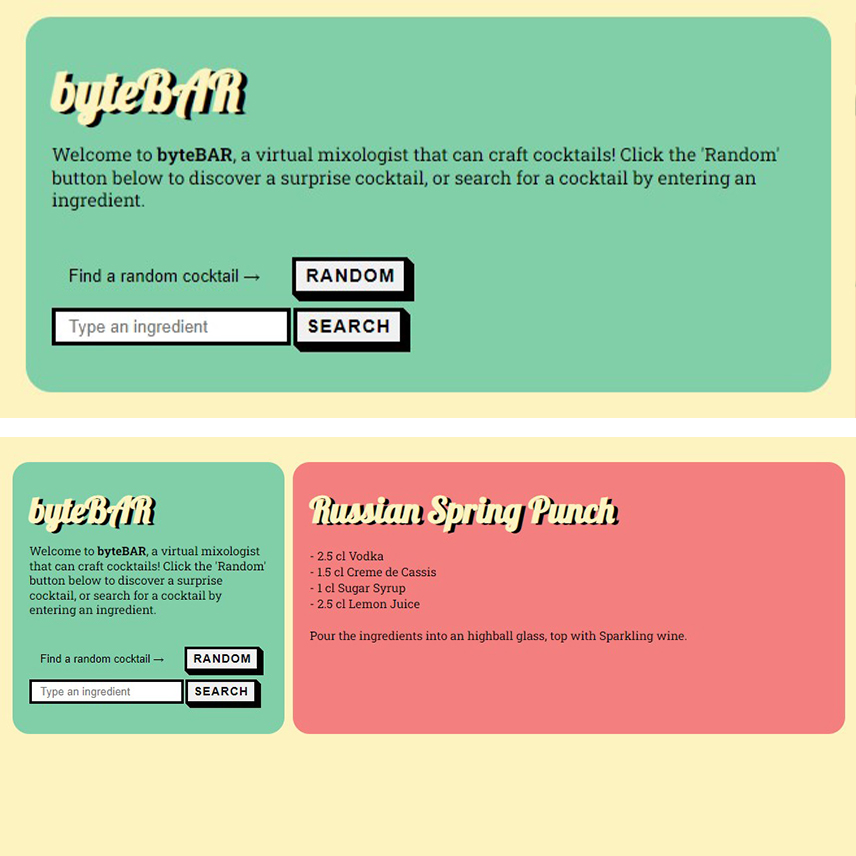 byteBAR
Welcome to byteBAR, a virtual mixologist that can craft cocktails! Click the 'Random'
button below to discover a surprise cocktail, or search for a cocktail by entering an
ingredient.
Find a random cocktail → RANDOM
Type an ingredient SEARCH
byteBAR
Welcome to byteBAR, a virtual mixologist
that can craft cocktails! Click the 'Random'
button below to discover a surprise
cocktail, or search for a cocktail by
entering an ingredient.
Find a random cocktail → RANDOM
Type an ingredient SEARCH
Russian Spring Punch
- 2.5 cl Vodka
- 1.5 cl Creme de Cassis
- 1 cl Sugar Syrup
- 2.5 cl Lemon Juice
Pour the ingredients into an highball glass, top with Sparkling wine.